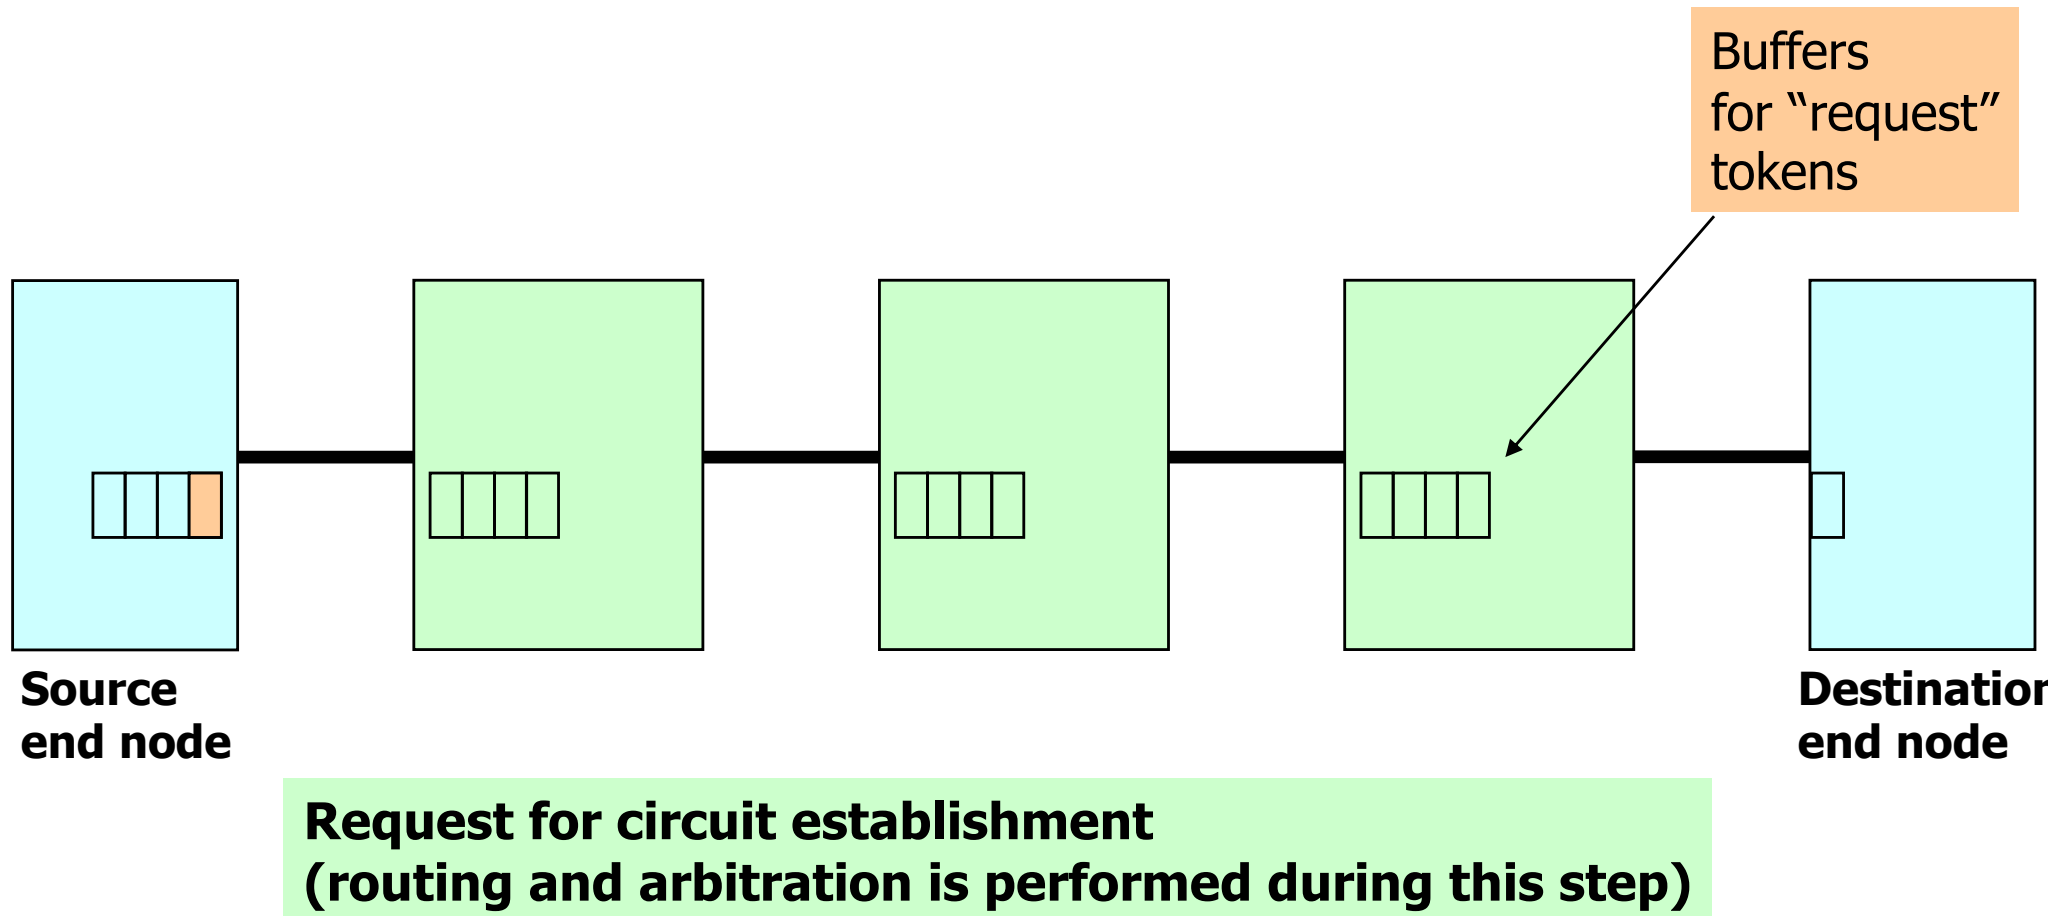 Buffers
for “request”
tokens
Source
end node
Destination
end node
Request for circuit establishment
(routing and arbitration is performed during this step)